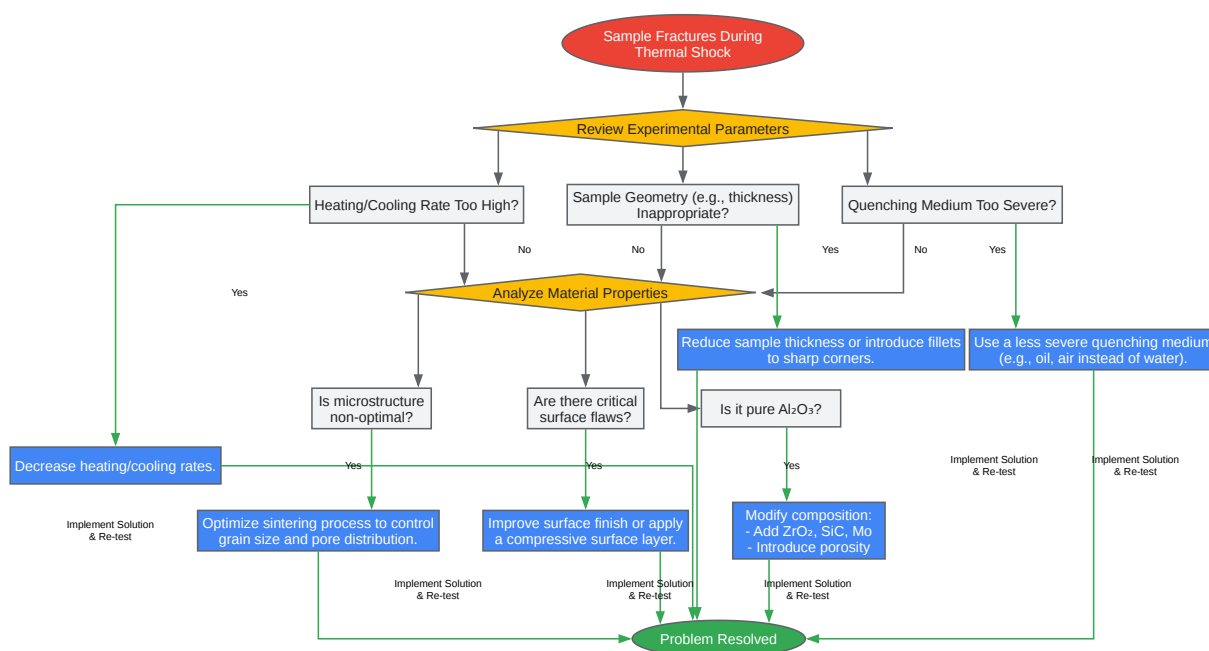 Sample Fractures During
Thermal Shock
Review Experimental Parameters
Heating/Cooling Rate Too High?
Sample Geometry (e.g., thickness)
Inappropriate?
Quenching Medium Too Severe?
No
No
Yes
No
Yes
Yes
Analyze Material Properties
Reduce sample thickness or introduce fillets
to sharp corners.
Use a less severe quenching medium
(e.g., oil, air instead of water).
Is microstructure
non-optimal?
Are there critical
surface flaws?
Is it pure Al₂O₃?
Decrease heating/cooling rates.
Yes
Yes
Yes
Implement Solution
& Re-test
Implement Solution
& Re-test
Implement Solution
& Re-test
Optimize sintering process to control
grain size and pore distribution.
Improve surface finish or apply
a compressive surface layer.
Modify composition:
- Add ZrO₂, SiC, Mo
- Introduce porosity
Implement Solution
& Re-test
Implement Solution
& Re-test
Implement Solution
& Re-test
Problem Resolved